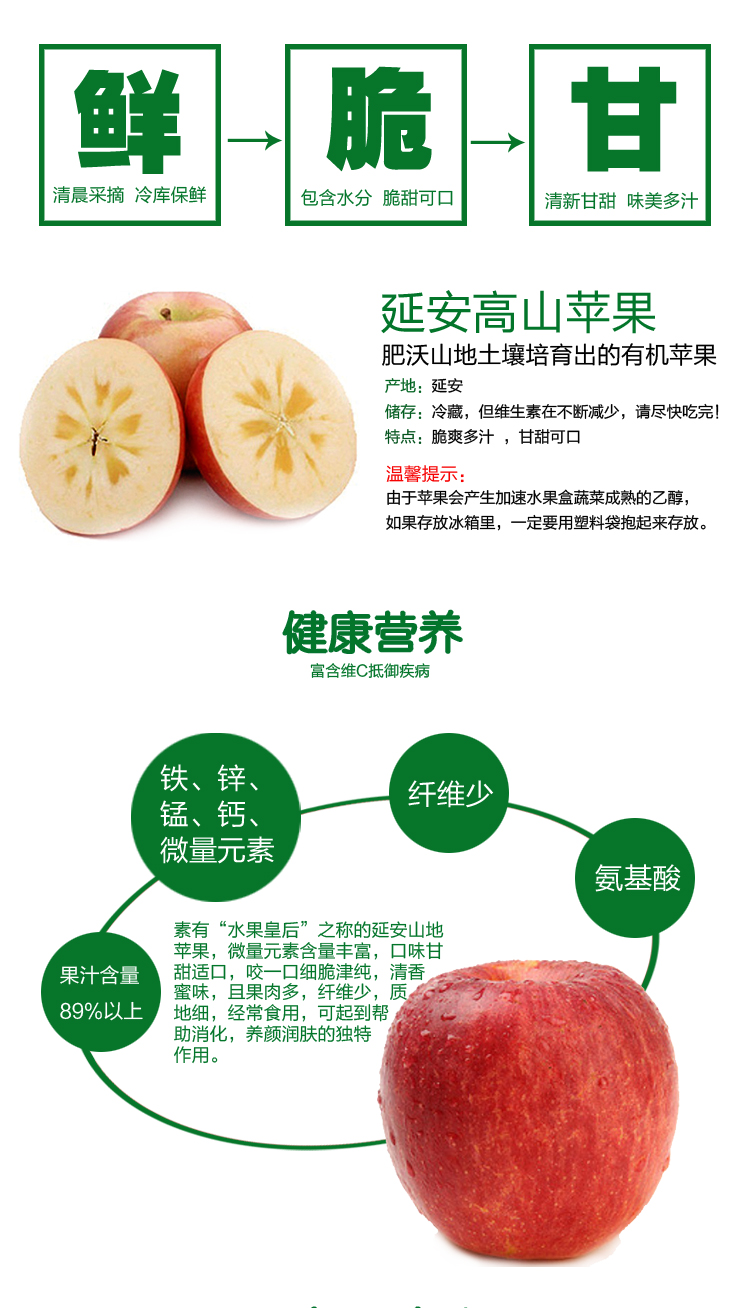 鲜
清晨采摘 冷库保鲜
脆
包含水分 脆甜可口
甘
清新甘甜 味美多汁
延安高山苹果
肥沃山地土壤培育出的有机苹果
产地：延安
储存：冷藏，但维生素在不断减少，请尽快吃完！
特点：脆爽多汁 ，甘甜可口
温馨提示：
由于苹果会产生加速水果盒蔬菜成熟的乙醇，
如果存放冰箱里，一定要用塑料袋抱起来存放。
健康营养
富含维C抵御疾病
铁、锌、
锰、钙、
微量元素
纤维少
氨基酸
果汁含量
89%以上
素有“水果皇后”之称的延安山地
苹果，微量元素含量丰富，口味甘
甜适口，咬一口细脆津纯，清香
蜜味，且果肉多，纤维少，质
地细，经常食用，可起到帮
助消化，养颜润肤的独特
作用。